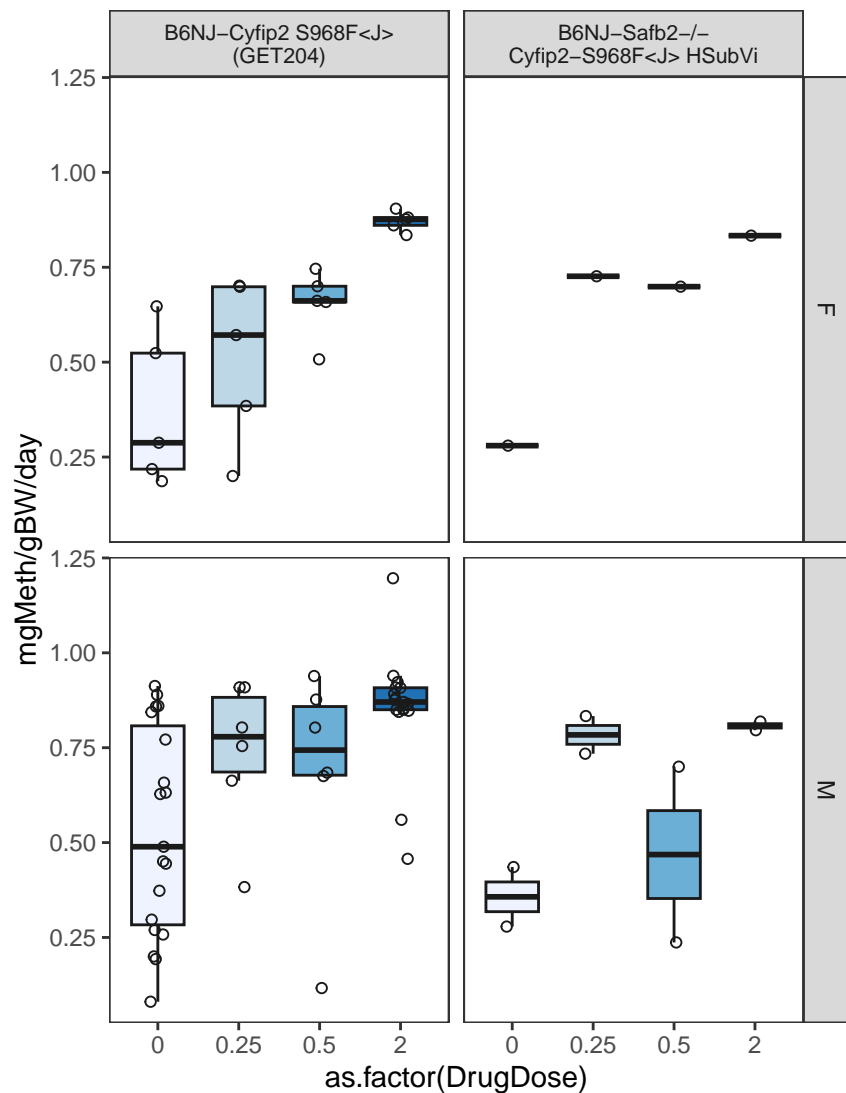 B6NJ−Cyfip2 S968F<J>
(GET204)
B6NJ−Safb2−/−
Cyfip2−S968F<J> HSubVi
1.25
1.00
0.75
0.50
0.25
F
1.25
1.00
0.75
0.50
0.25
M
mgMeth/gBW/day
0 0.25 0.5 2
0 0.25 0.5 2
as.factor(DrugDose)